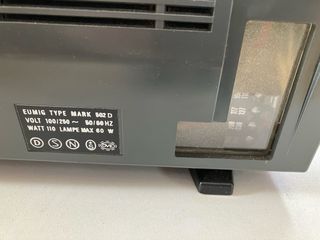 EUMIG TYPE MARK 502 D
VOLT 100/250 ~ 50/60 HZ
WATT 110 LAMPE MAX 60 W
D S N